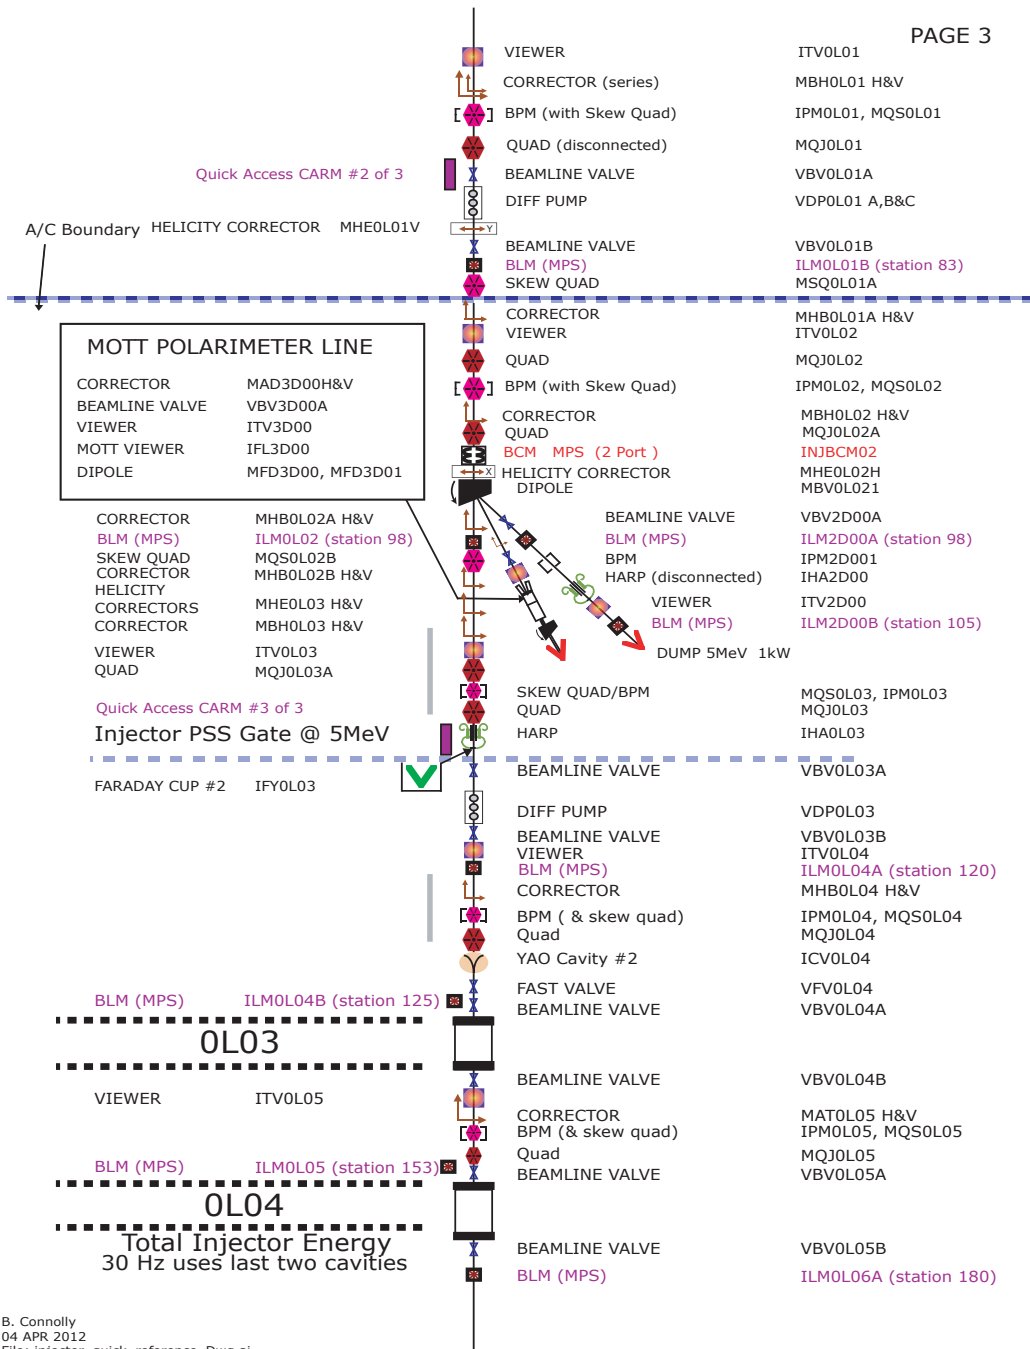 PAGE 3
VIEWER ITV0L01
CORRECTOR (series) MBH0L01 H&V
BPM (with Skew Quad) IPM0L01, MQS0L01
QUAD (disconnected) MQJ0L01
Quick Access CARM #2 of 3 BEAMLINE VALVE VBV0L01A
DIFF PUMP VDP0L01 A,B&C
A/C Boundary HELICITY CORRECTOR MHE0L01V Y
BEAMLINE VALVE VBV0L01B
BLM (MPS) ILM0L01B (station 83)
SKEW QUAD MSQ0L01A
CORRECTOR MHB0L01A H&V
VIEWER ITV0L02
QUAD MQJ0L02
BPM (with Skew Quad) IPM0L02, MQS0L02
CORRECTOR MBH0L02 H&V
QUAD MQJ0L02A
BCM MPS (2 Port ) INJBCM02
X HELICITY CORRECTOR MHE0L02H
DIPOLE MBV0L021
MOTT POLARIMETER LINE
CORRECTOR MAD3D00H&V
BEAMLINE VALVE VBV3D00A
VIEWER ITV3D00
MOTT VIEWER IFL3D00
DIPOLE MFD3D00, MFD3D01
CORRECTOR MHB0L02A H&V
BLM (MPS) ILM0L02 (station 98)
SKEW QUAD MQS0L02B
CORRECTOR MHB0L02B H&V
HELICITY
CORRECTORS MHE0L03 H&V
CORRECTOR MBH0L03 H&V
VIEWER ITV0L03
QUAD MQJ0L03A
Quick Access CARM #3 of 3
Injector PSS Gate @ 5MeV
BEAMLINE VALVE VBV2D00A
BLM (MPS) ILM2D00A (station 98)
BPM IPM2D001
HARP (disconnected) IHA2D00
VIEWER ITV2D00
BLM (MPS) ILM2D00B (station 105)
DUMP 5MeV 1kW
SKEW QUAD/BPM MQS0L03, IPM0L03
QUAD MQJ0L03
HARP IHA0L03
BEAMLINE VALVE VBV0L03A
FARADAY CUP #2 IFY0L03
DIFF PUMP VDP0L03
BEAMLINE VALVE VBV0L03B
VIEWER ITV0L04
BLM (MPS) ILM0L04A (station 120)
CORRECTOR MHB0L04 H&V
BPM ( & skew quad) IPM0L04, MQS0L04
Quad MQJ0L04
YAO Cavity #2 ICV0L04
FAST VALVE VFV0L04
BLM (MPS) ILM0L04B (station 125)
BEAMLINE VALVE VBV0L04A
0L03
BEAMLINE VALVE VBV0L04B
VIEWER ITV0L05
CORRECTOR MAT0L05 H&V
BPM (& skew quad) IPM0L05, MQS0L05
Quad MQJ0L05
BLM (MPS) ILM0L05 (station 153)
BEAMLINE VALVE VBV0L05A
0L04
Total Injector Energy
30 Hz uses last two cavities
BEAMLINE VALVE VBV0L05B
BLM (MPS) ILM0L06A (station 180)
B. Connolly
04 APR 2012